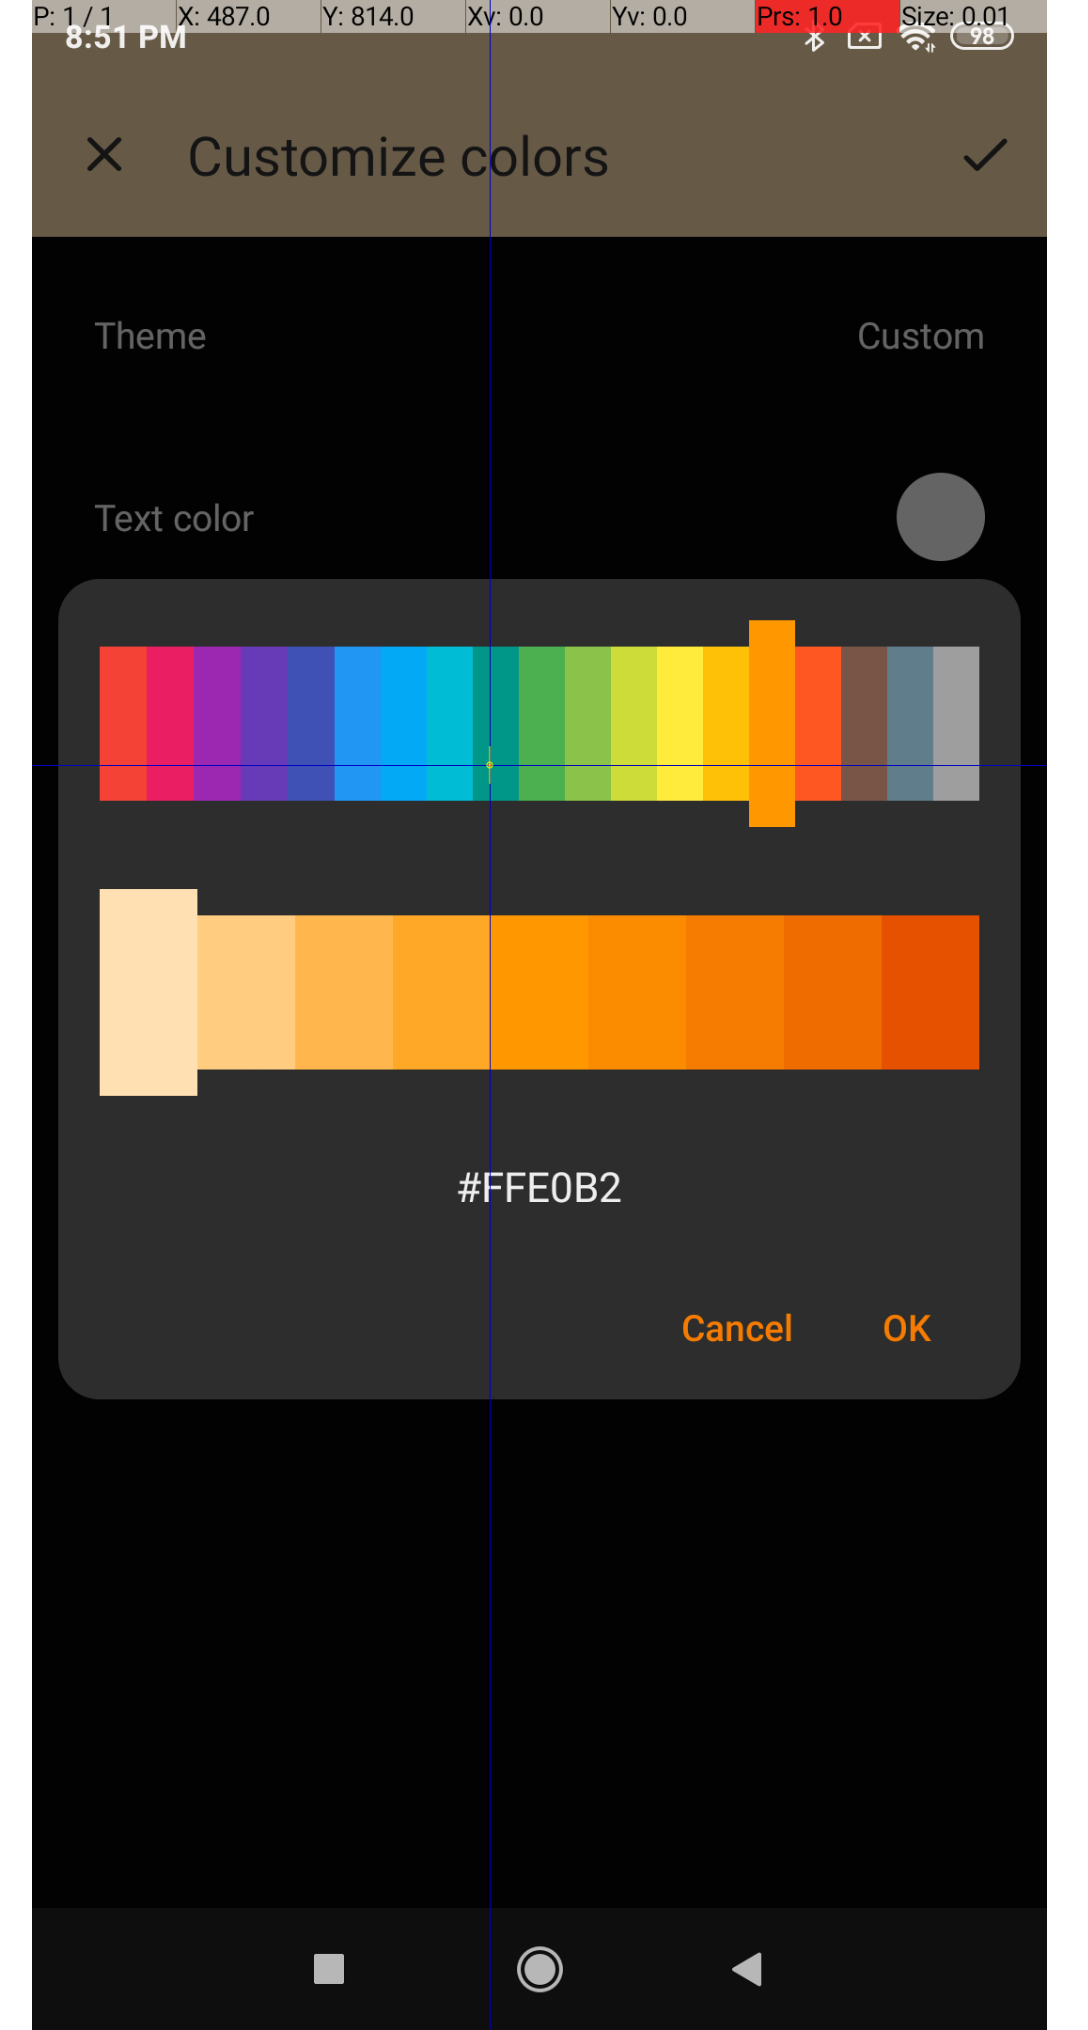 P: 1 / 1 X: 487.0 Y: 814.0 Xv: 0.0 Yv: 0.0 Prs: 1.0 Size: 0.01
8:51 PM 98
Customize colors
Theme Custom
Text color
#FFE0B2
Cancel OK